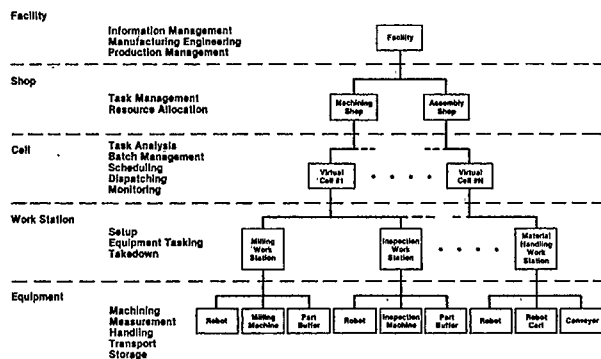 Facility
Information Management
Manufacturing Engineering
Production Management
Facility
Shop
Task Management
Resource Allocation
Machining
Shop
Assembly
Shop
Cell
Task Analysis
Batch Management
Scheduling
Dispatching
Monitoring
Virtual
Cell #1
Virtual
Cell #N
Work Station
Setup
Equipment Tasking
Takedown
Milling
Work
Station
Inspection
Work
Station
Material
Handling
Work
Station
Equipment
Machining
Measurement
Handling
Transport
Storage
Robot
Milling
Machine
Part
Buffer
Robot
Inspection
Machine
Part
Buffer
Robot
Robot
Cart
Conveyor